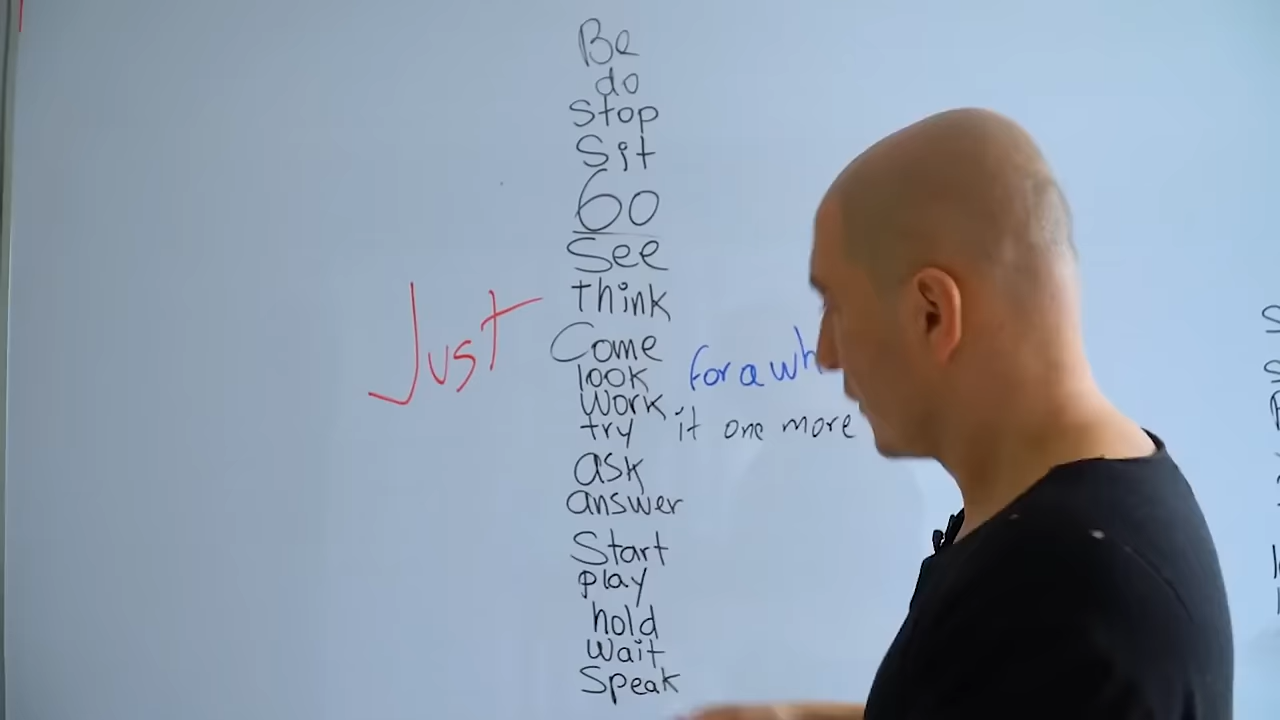 Be
do
Stop
Sit
Go
See
think
Just
Come
look
for a wh
work
try it one more
ask
answer
Start
play
hold
wait
Speak